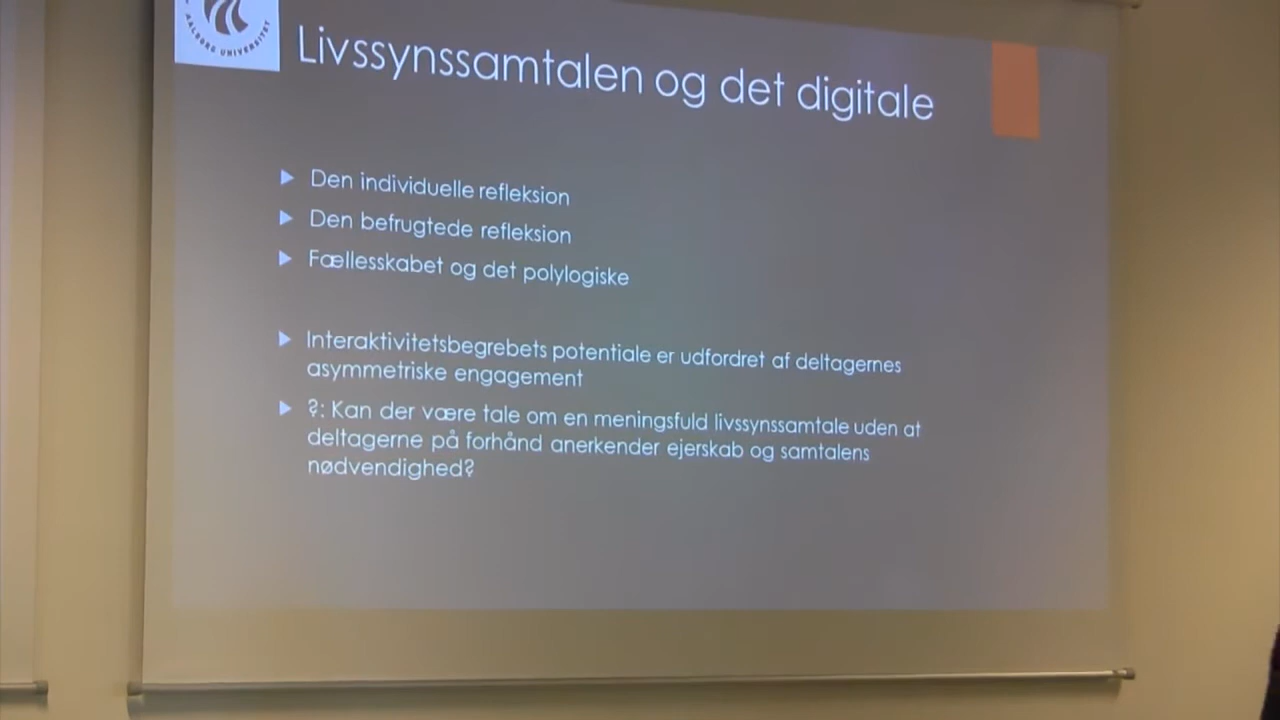 AALBORG UNIVERSITET
Livssynssamtalen og det digitale
Den individuelle refleksion
Den befrugtede refleksion
Fællesskabet og det polylogiske
Interaktivitetsbegrebets potentiale er udfordret af deltagernes
asymmetriske engagement
?: Kan der være tale om en meningsfuld livssynssamtale uden at
deltagerne på forhånd anerkender ejerskab og samtalens
nødvendighed?